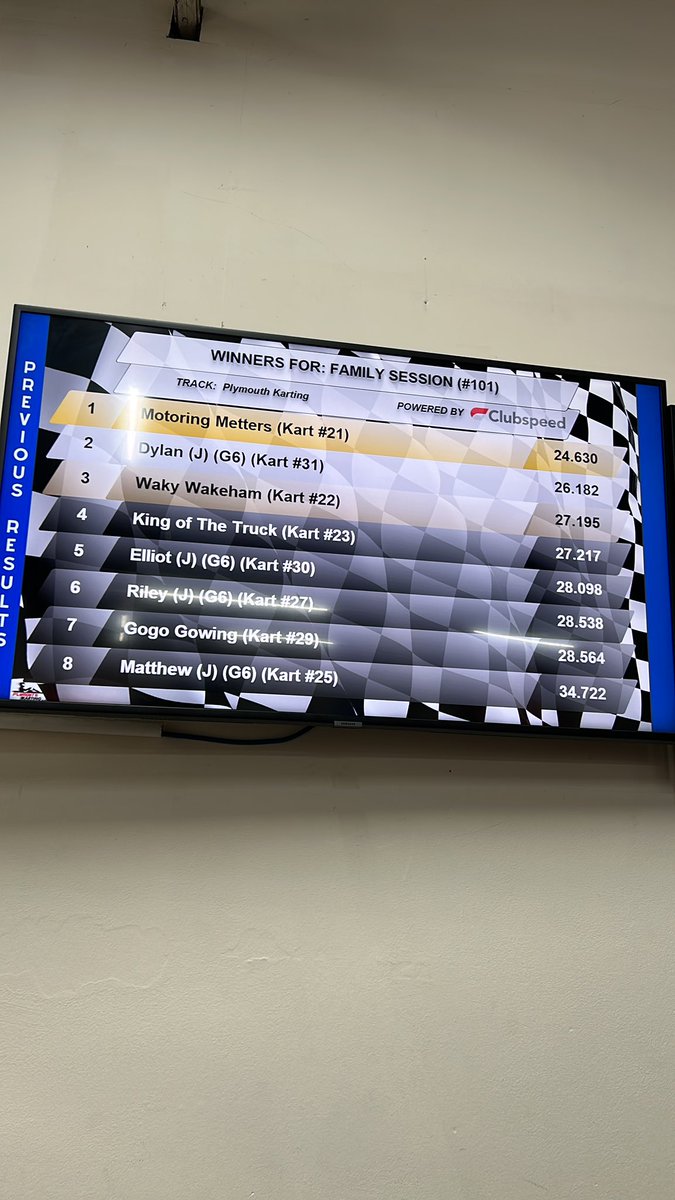 PREVIOUS RESULTS
WINNERS FOR: FAMILY SESSION (#101)
TRACK: Plymouth Karting
POWERED BY Clubspeed
1 Motoring Metters (Kart #21) 24.630
2 Dylan (J) (G6) (Kart #31) 26.182
3 Waky Wakeham (Kart #22) 27.195
4 King of The Truck (Kart #23) 27.217
5 Elliot (J) (G6) (Kart #30) 28.098
6 Riley (J) (G6) (Kart #27) 28.538
7 Gogo Gowing (Kart #29) 28.564
8 Matthew (J) (G6) (Kart #25) 34.722